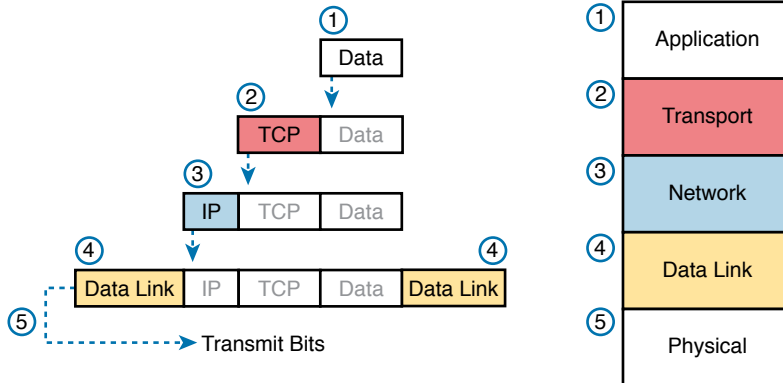 1
Data
2
TCP Data
3
IP TCP Data
4 4
Data Link IP TCP Data Data Link
5
Transmit Bits
1
Application
2
Transport
3
Network
4
Data Link
5
Physical